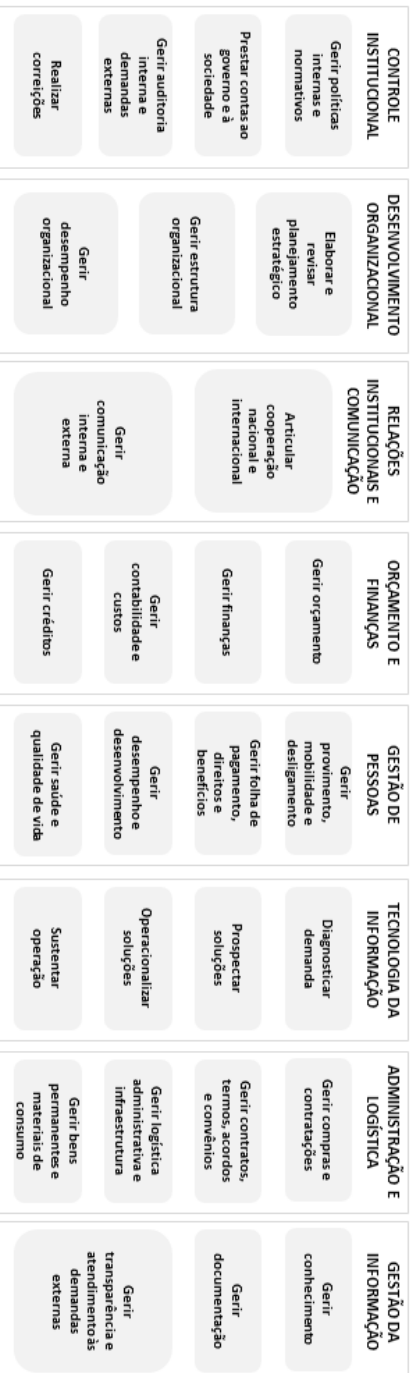 CONTROLE
INSTITUCIONAL
Gerir políticas
internas e
normativos
Prestar contas ao
governo e à
sociedade
Gerir auditoria
interna e
demandas
externas
Realizar
correições
DESENVOLVIMENTO
ORGANIZACIONAL
Elaborar e
revisar
planejamento
estratégico
Gerir estrutura
organizacional
Gerir
desempenho
organizacional
RELAÇÕES
INSTITUCIONAIS E
COMUNICAÇÃO
Articular
cooperação
nacional e
internacional
Gerir
comunicação
interna e
externa
ORÇAMENTO E
FINANÇAS
Gerir orçamento
Gerir finanças
Gerir
contabilidade e
custos
Gerir créditos
GESTÃO DE
PESSOAS
Gerir
provimento,
mobilidade e
desligamento
Gerir folha de
pagamento,
direitos e
benefícios
Gerir
desempenho e
desenvolvimento
Gerir saúde e
qualidade de vida
TECNOLOGIA DA
INFORMAÇÃO
Diagnosticar
demanda
Prospectar
soluções
Operacionalizar
soluções
Sustentar
operação
ADMINISTRAÇÃO E
LOGÍSTICA
Gerir compras e
contratações
Gerir contratos,
termos, acordos
e convênios
Gerir logística
administrativa e
infraestrutura
Gerir bens
permanentes e
materiais de
consumo
GESTÃO DA
INFORMAÇÃO
Gerir
conhecimento
Gerir
documentação
Gerir
transparência e
atendimento às
demandas
externas